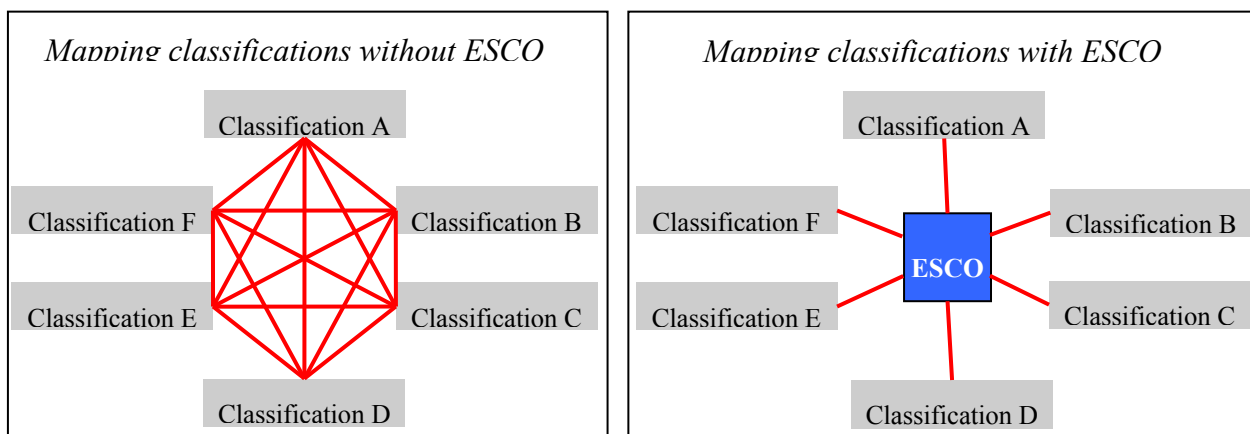 Mapping classifications without ESCO
Classification A
Classification F
Classification B
Classification E
Classification C
Classification D
Mapping classifications with ESCO
Classification A
Classification F
Classification B
ESCO
Classification E
Classification C
Classification D